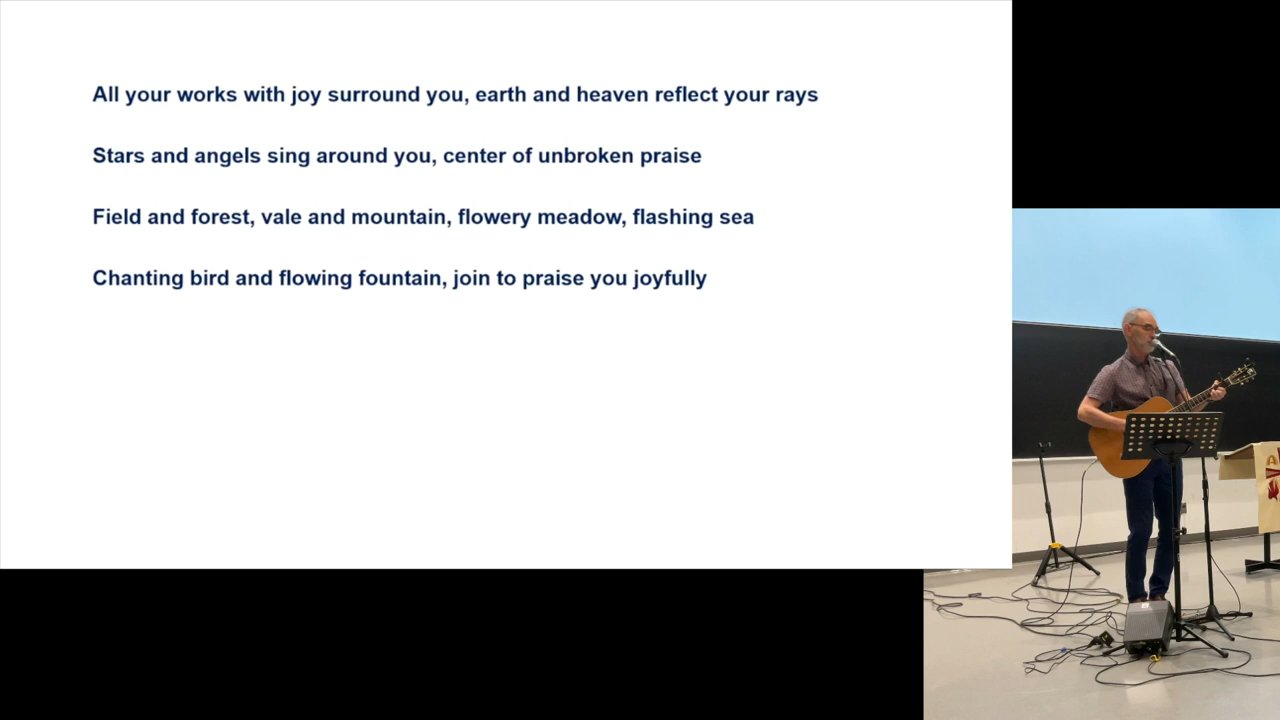 All your works with joy surround you, earth and heaven reflect your rays
Stars and angels sing around you, center of unbroken praise
Field and forest, vale and mountain, flowery meadow, flashing sea
Chanting bird and flowing fountain, join to praise you joyfully